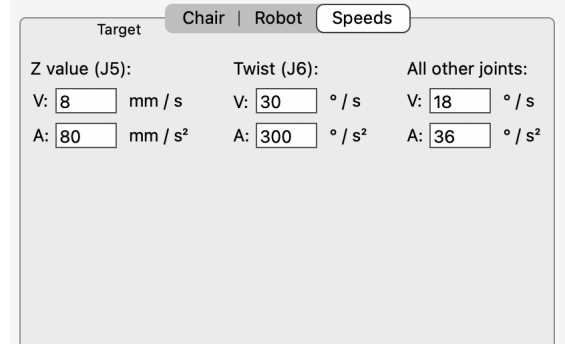 Chair | Robot Speeds
Target
Z value (J5): Twist (J6): All other joints:
V: 8 mm / s V: 30 ° / s V: 18 ° / s
A: 80 mm / s² A: 300 ° / s² A: 36 ° / s²